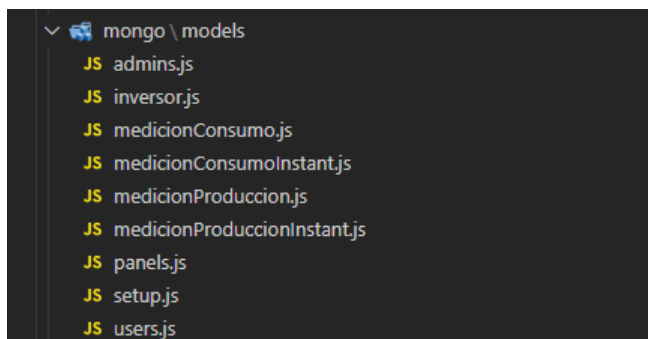 mongo \ models
JS admins.js
JS inversor.js
JS medicionConsumo.js
JS medicionConsumoInstant.js
JS medicionProduccion.js
JS medicionProduccionInstant.js
JS panels.js
JS setup.js
JS users.js